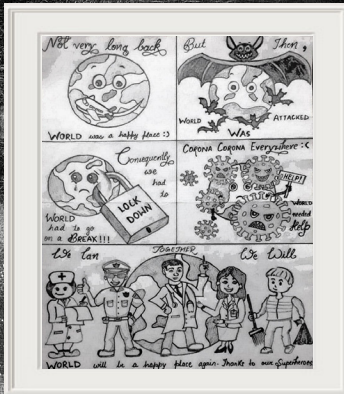 Not very long back
WORLD was a happy place :)
But Then,
WORLD WAS ATTACKED
Consequently
we
had
to
LOCK
DOWN
WORLD
had to go
on a BREAK!!!
CORONA CORONA Everywhere :(
HELP!
WORLD
needed
Help
We Can
TOGETHER
We Will
WORLD will be a happy place again. Thanks to our Superheroes